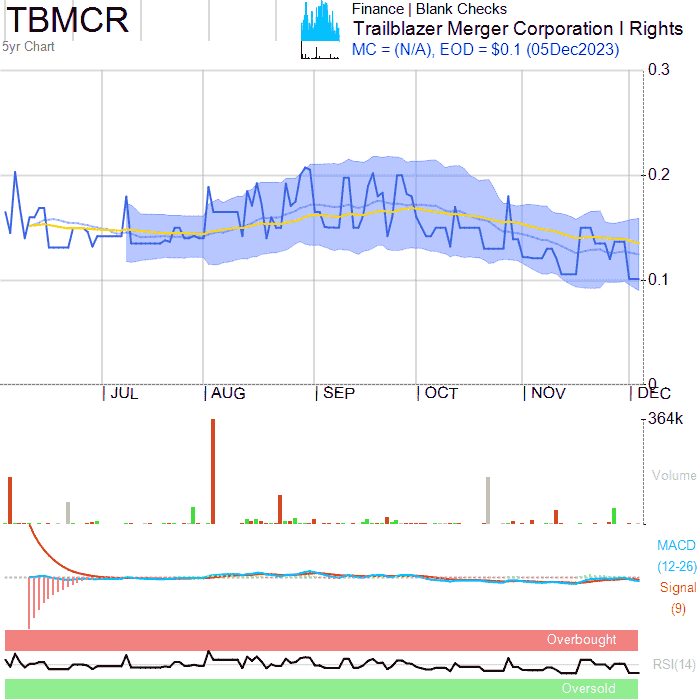 TBMCR
5yr Chart
Finance | Blank Checks
Trailblazer Merger Corporation I Rights
MC = (N/A), EOD = $0.1 (05Dec2023)
0.3
0.2
0.1
0
JUL AUG SEP OCT NOV DEC
364k
Volume
MACD
(12-26)
Signal
(9)
Overbought
RSI(14)
Oversold